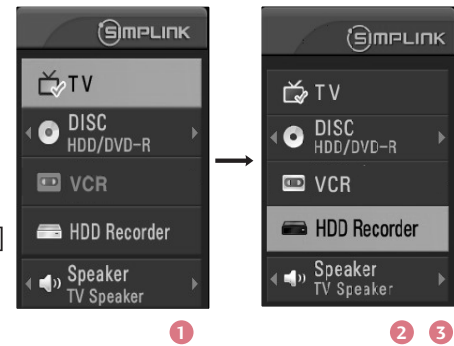 SIMPLINK
TV
DISC
HDD/DVD-R
VCR
HDD Recorder
Speaker
TV Speaker
1
SIMPLINK
TV
DISC
HDD/DVD-R
VCR
HDD Recorder
Speaker
TV Speaker
2 3
]